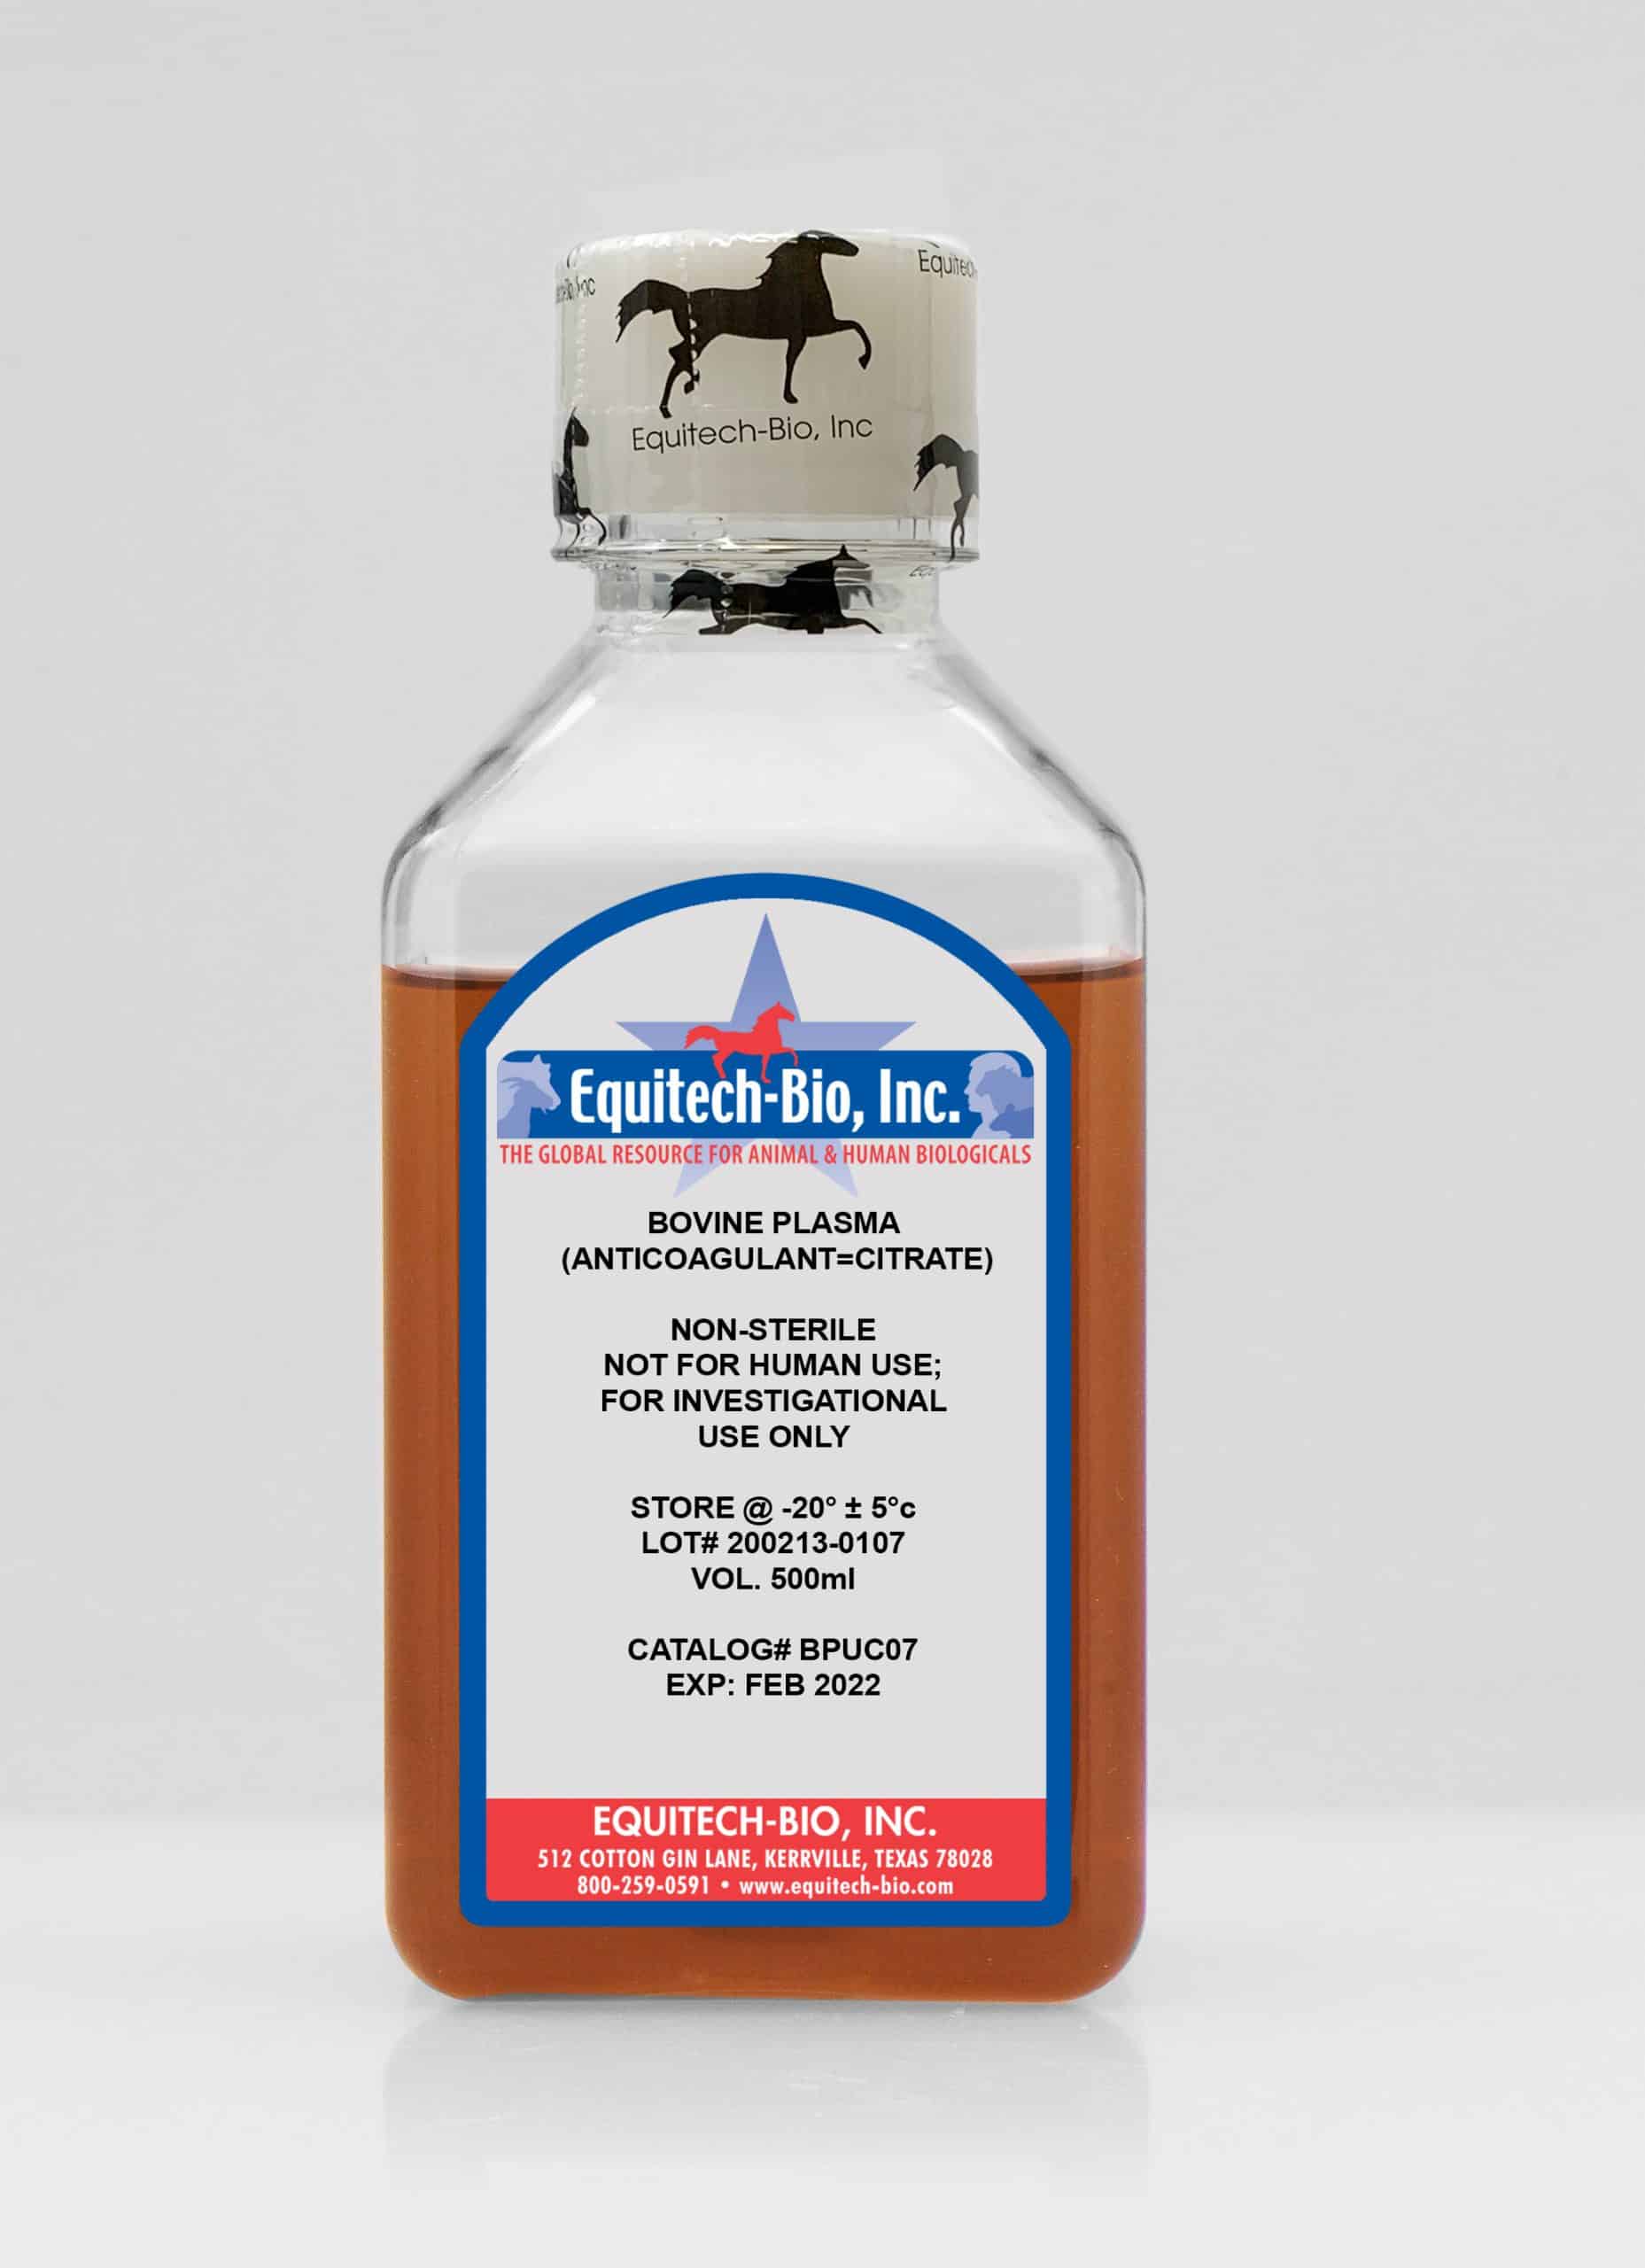 Equitech-Bio, Inc
Equitech-Bio, Inc.
THE GLOBAL RESOURCE FOR ANIMAL & HUMAN BIOLOGICALS
BOVINE PLASMA
(ANTICOAGULANT=CITRATE)
NON-STERILE
NOT FOR HUMAN USE;
FOR INVESTIGATIONAL
USE ONLY
STORE @ -20° ± 5°c
LOT# 200213-0107
VOL. 500ml
CATALOG# BPUC07
EXP: FEB 2022
EQUITECH-BIO, INC.
512 COTTON GIN LANE, KERRVILLE, TEXAS 78028
800-259-0591 • www.equitech-bio.com